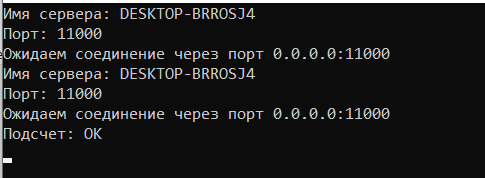 Имя сервера: DESKTOP-BRROSJ4
Порт: 11000
Ожидаем соединение через порт 0.0.0.0:11000
Имя сервера: DESKTOP-BRROSJ4
Порт: 11000
Ожидаем соединение через порт 0.0.0.0:11000
Подсчет: OK